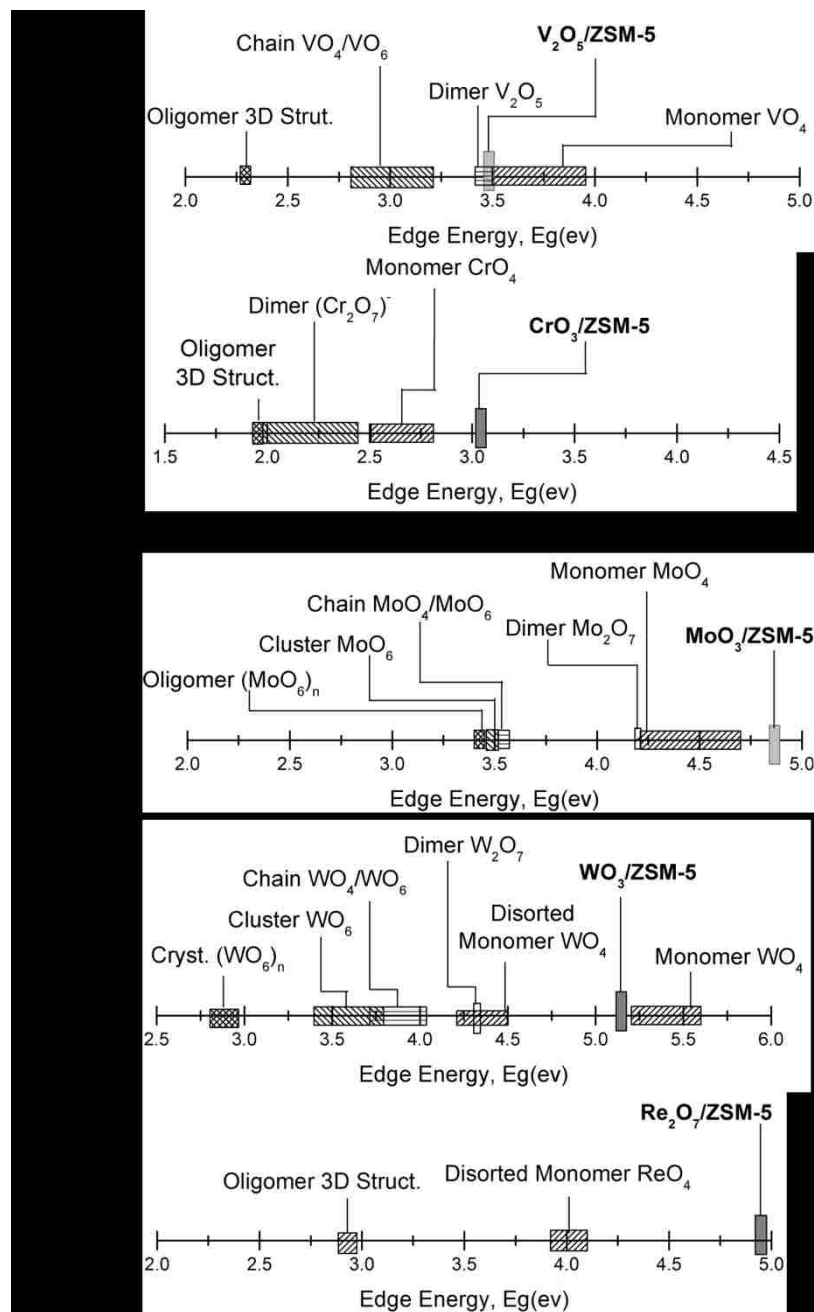 V₂O₅/ZSM-5
Chain VO₄/VO₆
Dimer V₂O₅
Oligomer 3D Strut.
Monomer VO₄
2.0 2.5 3.0 3.5 4.0 4.5 5.0
Edge Energy, Eg(ev)
Monomer CrO₄
Dimer (Cr₂O₇)⁻
CrO₃/ZSM-5
Oligomer
3D Struct.
1.5 2.0 2.5 3.0 3.5 4.0 4.5
Edge Energy, Eg(ev)
Monomer MoO₄
Chain MoO₄/MoO₆
Dimer Mo₂O₇
MoO₃/ZSM-5
Cluster MoO₆
Oligomer (MoO₆)ₙ
2.0 2.5 3.0 3.5 4.0 4.5 5.0
Edge Energy, Eg(ev)
Dimer W₂O₇
WO₃/ZSM-5
Chain WO₄/WO₆
Cluster WO₆
Disorted
Monomer WO₄
Cryst. (WO₆)ₙ
Monomer WO₄
2.5 3.0 3.5 4.0 4.5 5.0 5.5 6.0
Edge Energy, Eg(ev)
Re₂O₇/ZSM-5
Oligomer 3D Struct.
Disorted Monomer ReO₄
2.0 2.5 3.0 3.5 4.0 4.5 5.0
Edge Energy, Eg(ev)